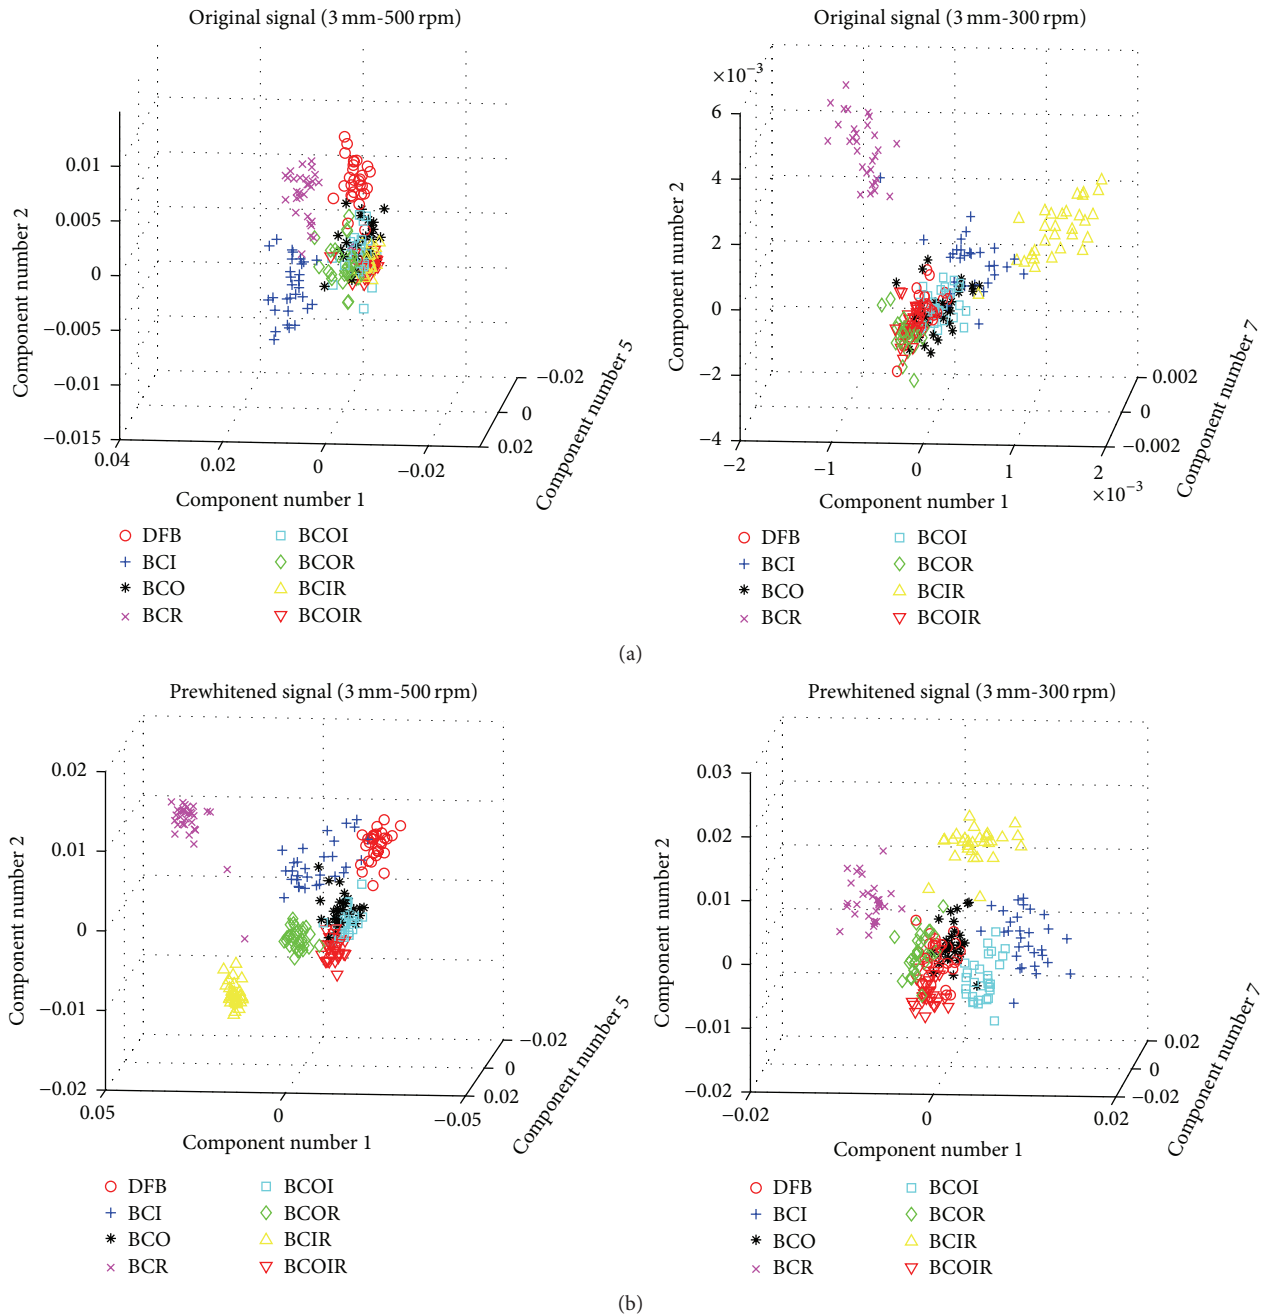 Original signal (3 mm-500 rpm)
0.01
0.005
0
−0.005
−0.01
−0.015
Component number 2
0.04
0.02
0
−0.02
Component number 1
−0.02
0
0.02
Component number 5
DFB
BCI
BCO
BCR
BCOI
BCOR
BCIR
BCOIR
Original signal (3 mm-300 rpm)
×10−3
6
4
2
0
−2
−4
Component number 2
−2
−1
0
1
2
×10−3
Component number 1
0.002
0
−0.002
Component number 7
DFB
BCI
BCO
BCR
BCOI
BCOR
BCIR
BCOIR
(a)
Prewhitened signal (3 mm-500 rpm)
0.02
0.01
0
−0.01
−0.02
Component number 2
0.05
0
−0.05
Component number 1
−0.02
0
0.02
Component number 5
DFB
BCI
BCO
BCR
BCOI
BCOR
BCIR
BCOIR
Prewhitened signal (3 mm-300 rpm)
0.03
0.02
0.01
0
−0.01
−0.02
Component number 2
−0.02
0
0.02
Component number 1
0.02
0
−0.02
Component number 7
DFB
BCI
BCO
BCR
BCOI
BCOR
BCIR
BCOIR
(b)